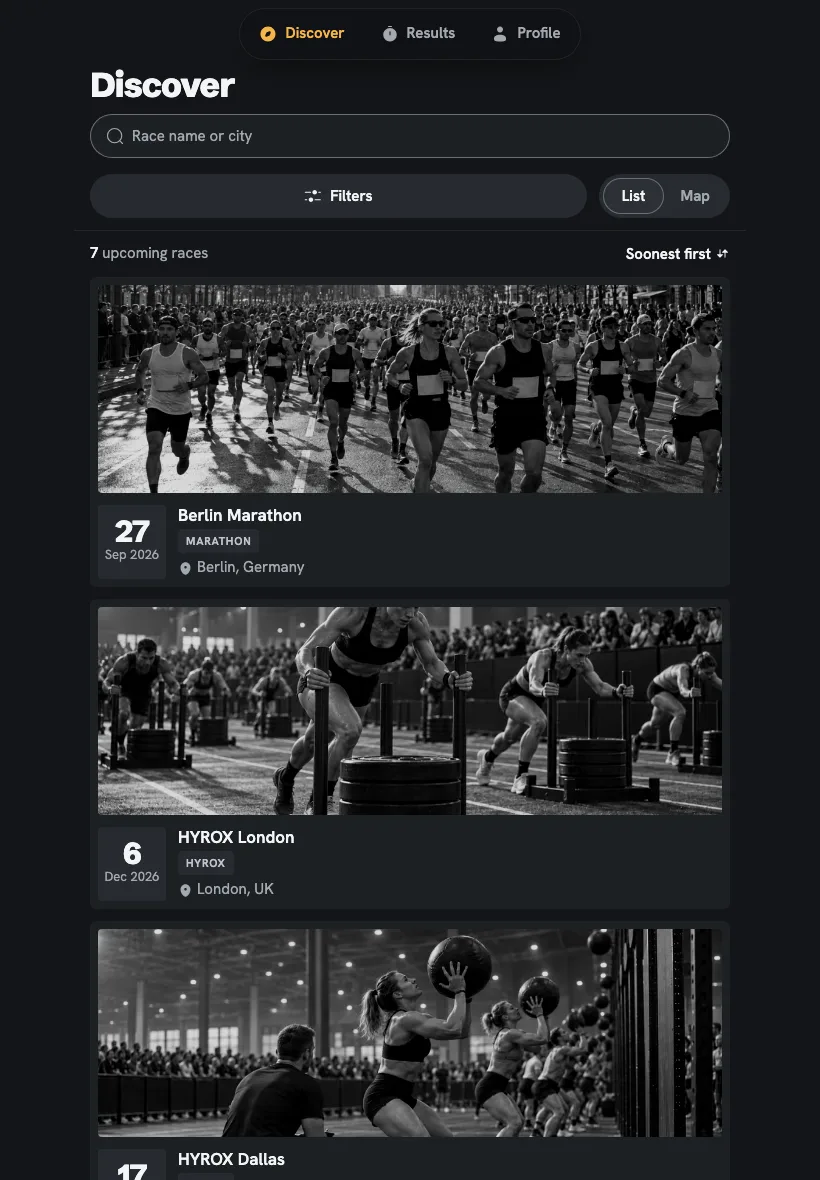 Discover
Results
Profile
Discover
Race name or city
Filters
List
Map
7 upcoming races
Soonest first
27
Sep 2026
Berlin Marathon
MARATHON
Berlin, Germany
6
Dec 2026
HYROX London
HYROX
London, UK
17
HYROX Dallas